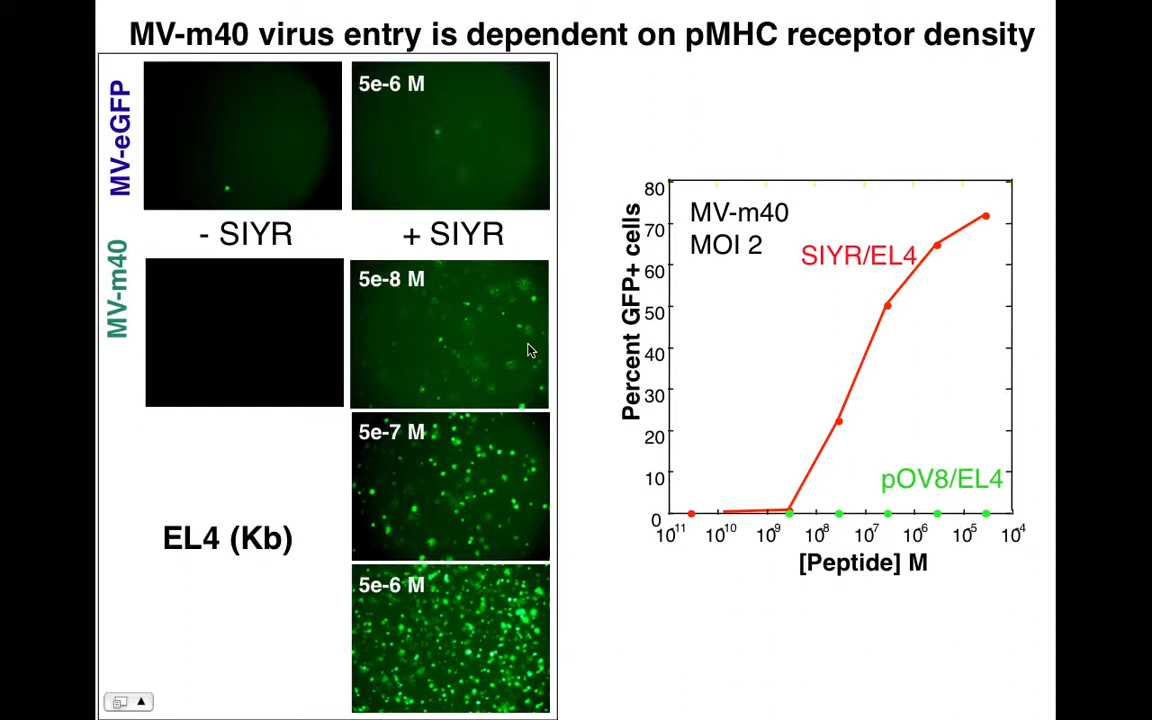 MV-m40 virus entry is dependent on pMHC receptor density
MV-eGFP
5e-6 M
- SIYR
+ SIYR
MV-m40
5e-8 M
5e-7 M
EL4 (Kb)
5e-6 M
MV-m40
MOI 2
SIYR/EL4
pOV8/EL4
Percent GFP+ cells
80
70
60
50
40
30
20
10
0
10¹¹ 10¹⁰ 10⁹ 10⁸ 10⁷ 10⁶ 10⁵ 10⁴
[Peptide] M